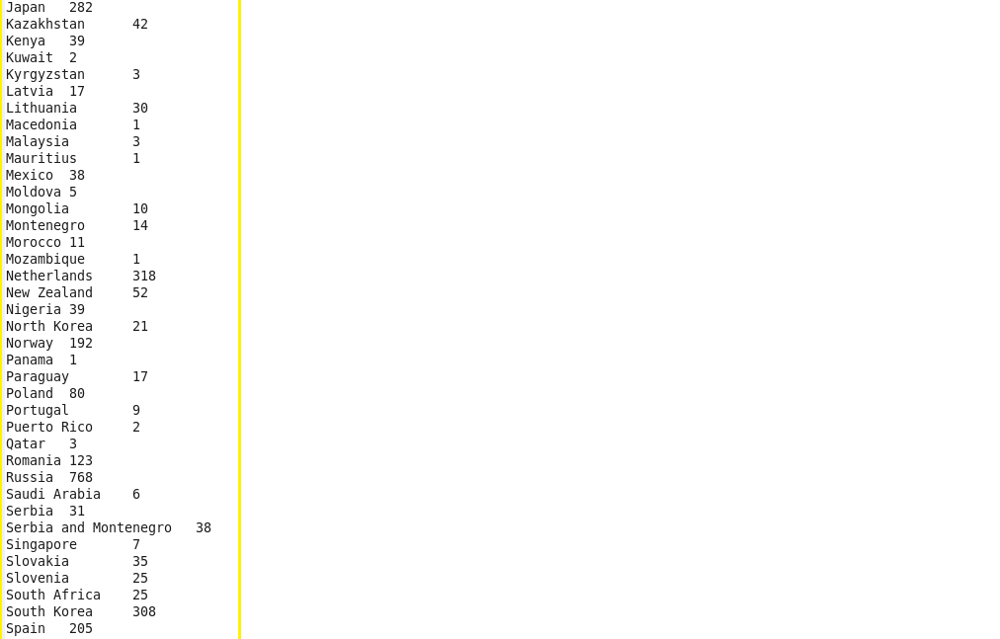 Japan	282
Kazakhstan	42
Kenya	39
Kuwait	2
Kyrgyzstan	3
Latvia	17
Lithuania	30
Macedonia	1
Malaysia	3
Mauritius	1
Mexico	38
Moldova	5
Mongolia	10
Montenegro	14
Morocco	11
Mozambique	1
Netherlands	318
New Zealand	52
Nigeria	39
North Korea	21
Norway	192
Panama	1
Paraguay	17
Poland	80
Portugal	9
Puerto Rico	2
Qatar	3
Romania	123
Russia	768
Saudi Arabia	6
Serbia	31
Serbia and Montenegro	38
Singapore	7
Slovakia	35
Slovenia	25
South Africa	25
South Korea	308
Spain	205